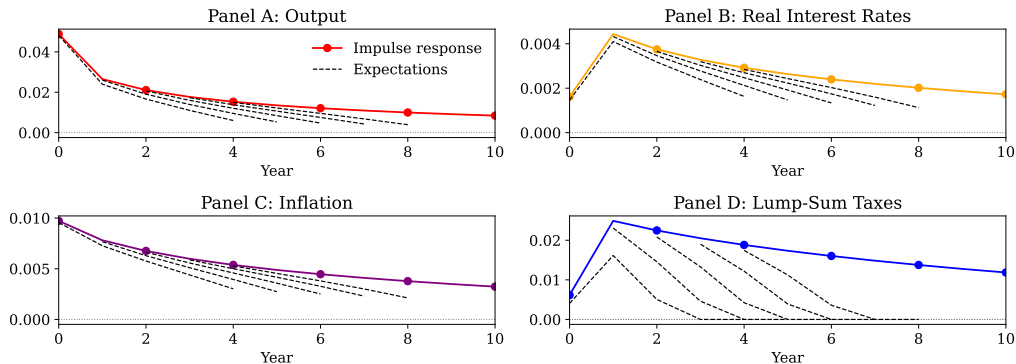 Panel A: Output
0.04
0.02
0.00
0 2 4 6 8 10
Year
Impulse response
Expectations
Panel B: Real Interest Rates
0.004
0.002
0.000
0 2 4 6 8 10
Year
Panel C: Inflation
0.010
0.005
0.000
0 2 4 6 8 10
Year
Panel D: Lump-Sum Taxes
0.02
0.01
0.00
0 2 4 6 8 10
Year